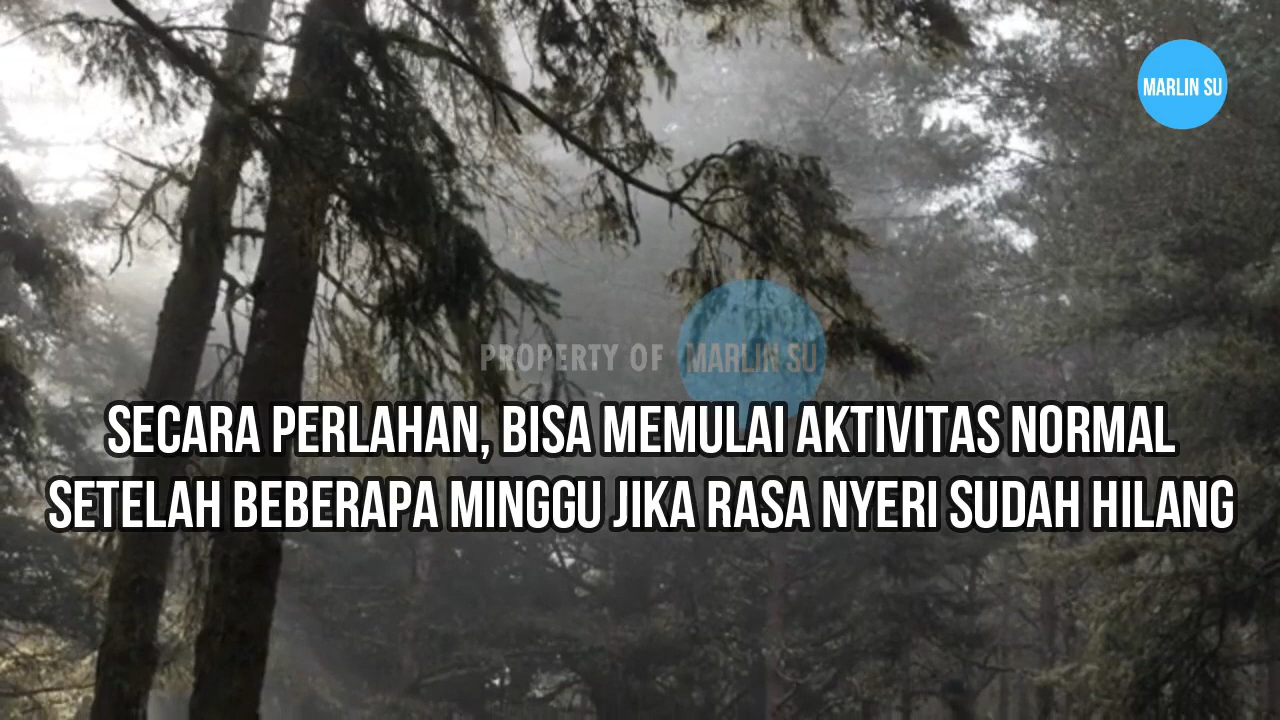 MARLIN SU
PROPERTY OF MARLIN SU
SECARA PERLAHAN, BISA MEMULAI AKTIVITAS NORMAL
SETELAH BEBERAPA MINGGU JIKA RASA NYERI SUDAH HILANG